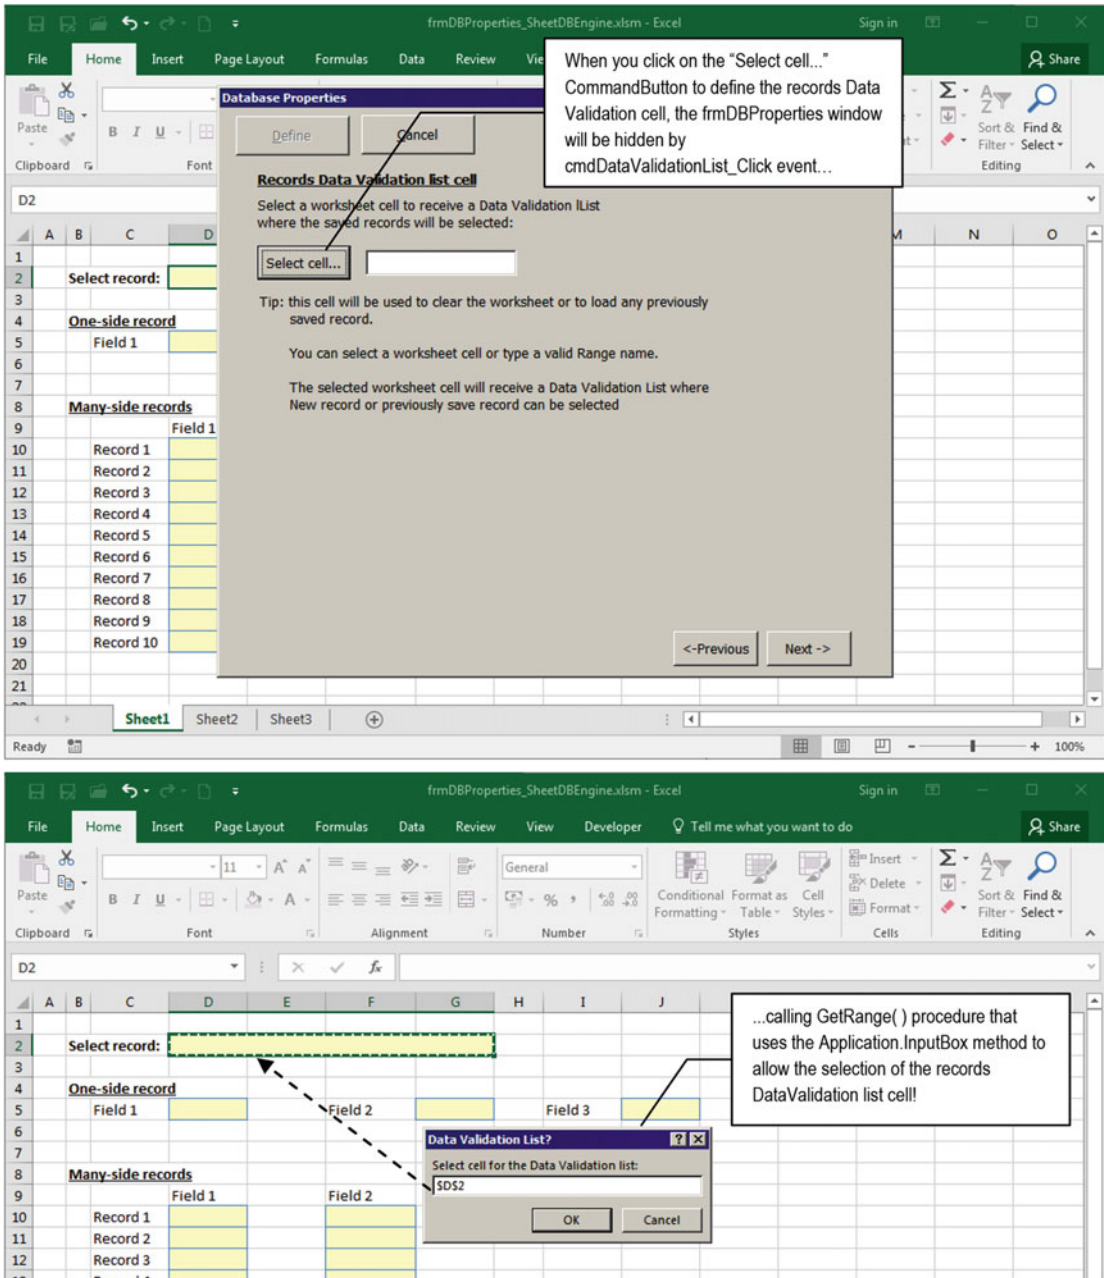 frmDBProperties_SheetDBEngine.xlsm - Excel
Sign in
File Home Insert Page Layout Formulas Data Review Vie
Share
When you click on the “Select cell...”
CommandButton to define the records Data
Validation cell, the frmDBProperties window
will be hidden by
cmdDataValidationList_Click event…
Paste
B I U
Clipboard
Font
Sort &
Filter
Find &
Select
Editing
D2
Database Properties
Define
Cancel
Records Data Validation list cell
Select a worksheet cell to receive a Data Validation lList
where the saved records will be selected:
Select cell...
Tip: this cell will be used to clear the worksheet or to load any previously
saved record.
You can select a worksheet cell or type a valid Range name.
The selected worksheet cell will receive a Data Validation List where
New record or previously save record can be selected
<-Previous
Next ->
A B C D M N O
1
2 Select record:
3
4 One-side record
5 Field 1
6
7
8 Many-side records
9 Field 1
10 Record 1
11 Record 2
12 Record 3
13 Record 4
14 Record 5
15 Record 6
16 Record 7
17 Record 8
18 Record 9
19 Record 10
20
21
Sheet1 Sheet2 Sheet3
Ready
100%
frmDBProperties_SheetDBEngine.xlsm - Excel
Sign in
File Home Insert Page Layout Formulas Data Review View Developer Tell me what you want to do
Share
Paste
11 A A
B I U A
General
% ,
Conditional
Formatting
Format as
Table
Cell
Styles
Insert
Delete
Format
Sort &
Filter
Find &
Select
Clipboard Font Alignment Number Styles Cells Editing
D2
fx
A B C D E F G H I J
...calling GetRange( ) procedure that
uses the Application.InputBox method to
allow the selection of the records
DataValidation list cell!
1
2 Select record:
3
4 One-side record
5 Field 1 Field 2 Field 3
6
7
8 Many-side records
9 Field 1 Field 2
10 Record 1
11 Record 2
12 Record 3
Data Validation List?
Select cell for the Data Validation list:
$D$2
OK
Cancel